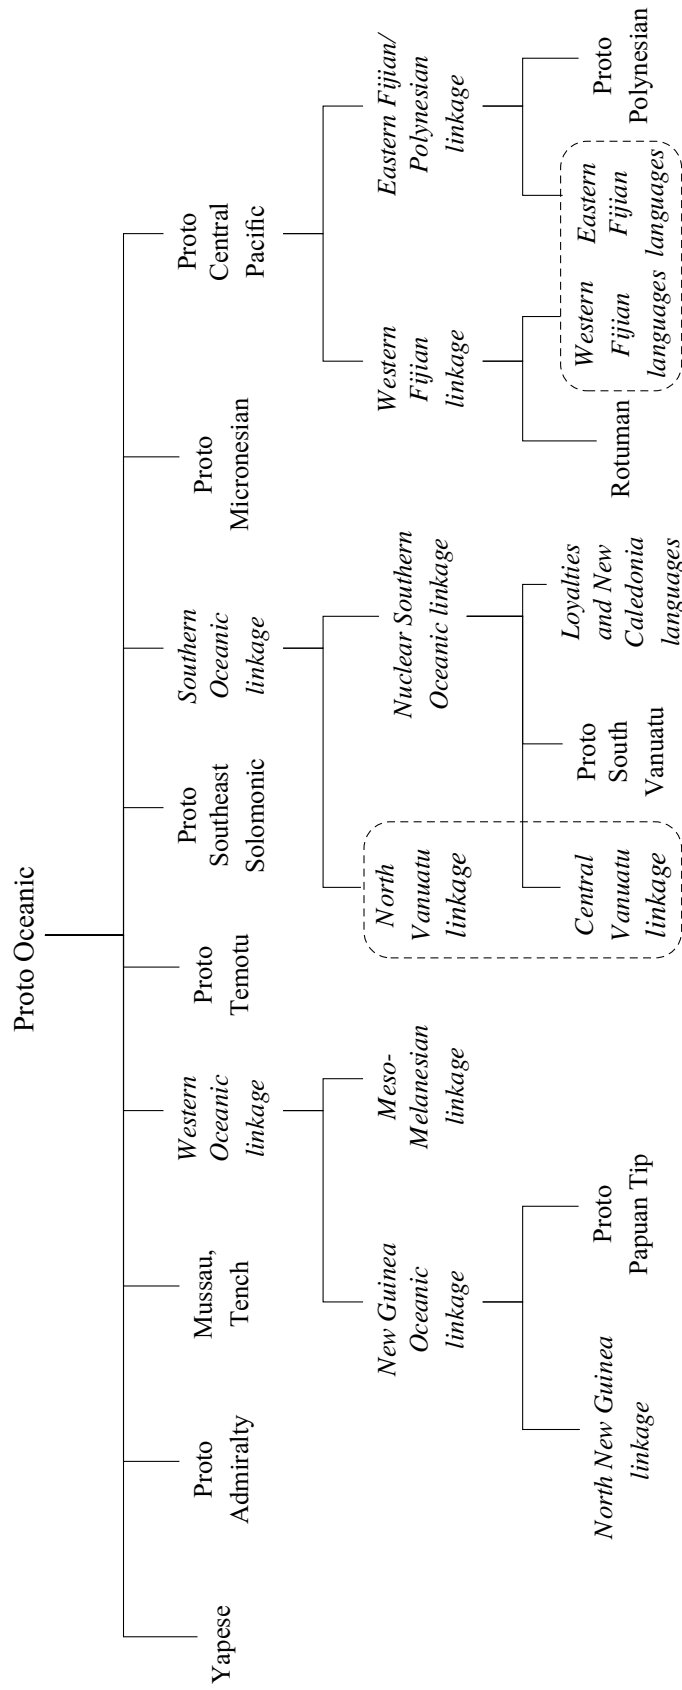 Proto Oceanic
Yapese
Proto
Admiralty
Mussau,
Tench
Western
Oceanic
linkage
Proto
Temotu
Proto
Southeast
Solomonic
Southern
Oceanic
linkage
Proto
Micronesian
Proto
Central
Pacific
New Guinea
Oceanic
linkage
Meso-
Melanesian
linkage
North
Vanuatu
linkage
Nuclear Southern
Oceanic linkage
Western
Fijian
linkage
Eastern Fijian/
Polynesian
linkage
North New Guinea
linkage
Proto
Papuan Tip
Central
Vanuatu
linkage
Proto
South
Vanuatu
Loyalties
and New
Caledonia
languages
Rotuman
Western
Fijian
languages
Eastern
Fijian
languages
Proto
Polynesian